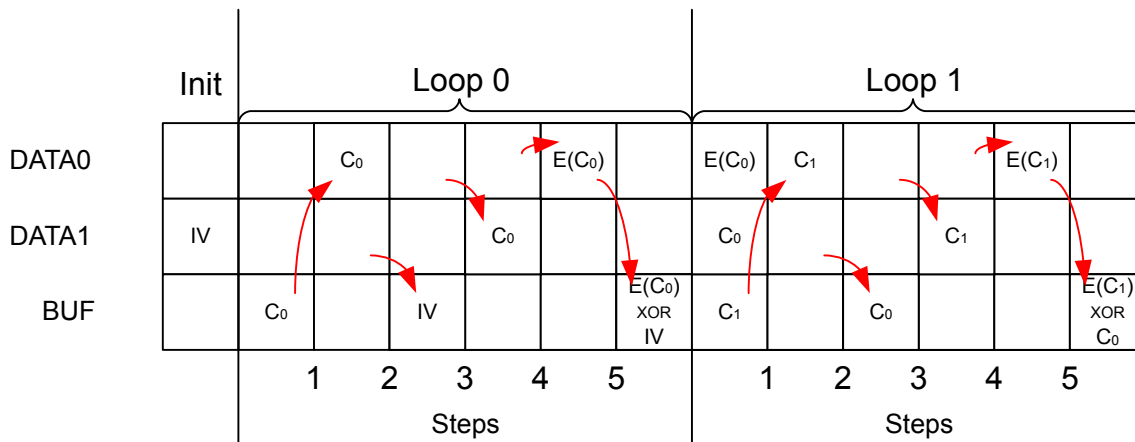 Init Loop 0 Loop 1
DATA0 C₀ E(C₀) E(C₀) C₁ E(C₁)
DATA1 IV C₀ C₀ C₁
BUF C₀ IV E(C₀) XOR IV C₁ C₀ E(C₁) XOR C₀
1 2 3 4 5 1 2 3 4 5
Steps Steps